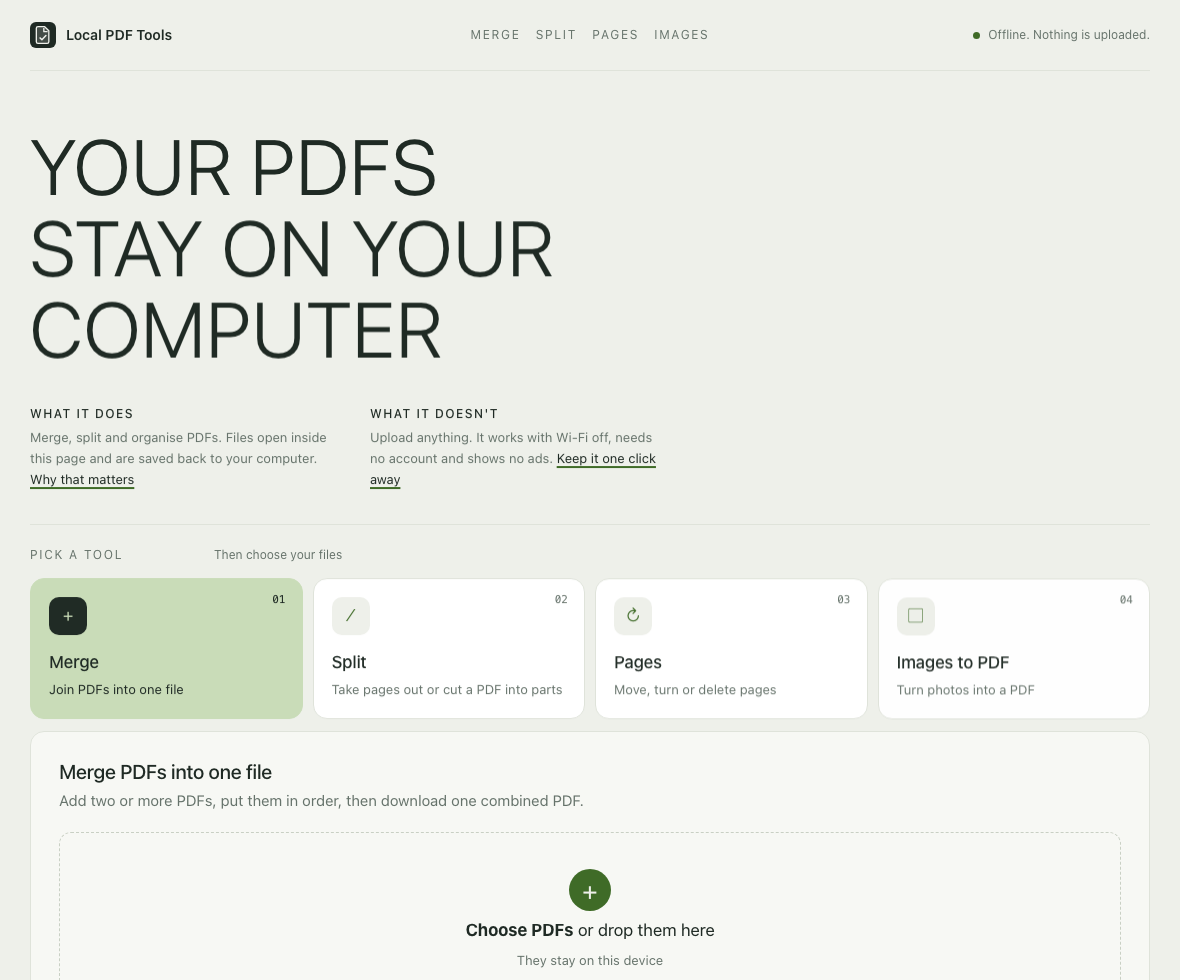 Local PDF Tools
MERGE SPLIT PAGES IMAGES
Offline. Nothing is uploaded.
YOUR PDFS
STAY ON YOUR
COMPUTER
WHAT IT DOES
Merge, split and organise PDFs. Files open inside
this page and are saved back to your computer.
Why that matters
WHAT IT DOESN'T
Upload anything. It works with Wi-Fi off, needs
no account and shows no ads. Keep it one click
away
PICK A TOOL
Then choose your files
01
Merge
Join PDFs into one file
02
Split
Take pages out or cut a PDF into parts
03
Pages
Move, turn or delete pages
04
Images to PDF
Turn photos into a PDF
Merge PDFs into one file
Add two or more PDFs, put them in order, then download one combined PDF.
Choose PDFs or drop them here
They stay on this device